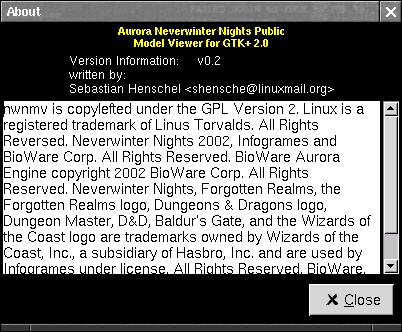 About
Aurora Neverwinter Nights Public
Model Viewer for GTK+ 2.0
Version Information: v0.2
written by:
Sebastian Henschel <shensche@linuxmail.org>
nwnmv is copylefted under the GPL Version 2. Linux is a
registered trademark of Linus Torvalds. All Rights
Reversed. Neverwinter Nights 2002, Infogrames and
BioWare Corp. All Rights Reserved. BioWare Aurora
Engine copyright 2002 BioWare Corp. All Rights
Reserved. Neverwinter Nights, Forgotten Realms, the
Forgotten Realms logo, Dungeons & Dragons logo,
Dungeon Master, D&D, Baldur's Gate, and the Wizards of
the Coast logo are trademarks owned by Wizards of the
Coast, Inc., a subsidiary of Hasbro, Inc. and are used by
Infogrames under license. All Rights Reserved. BioWare,
Close